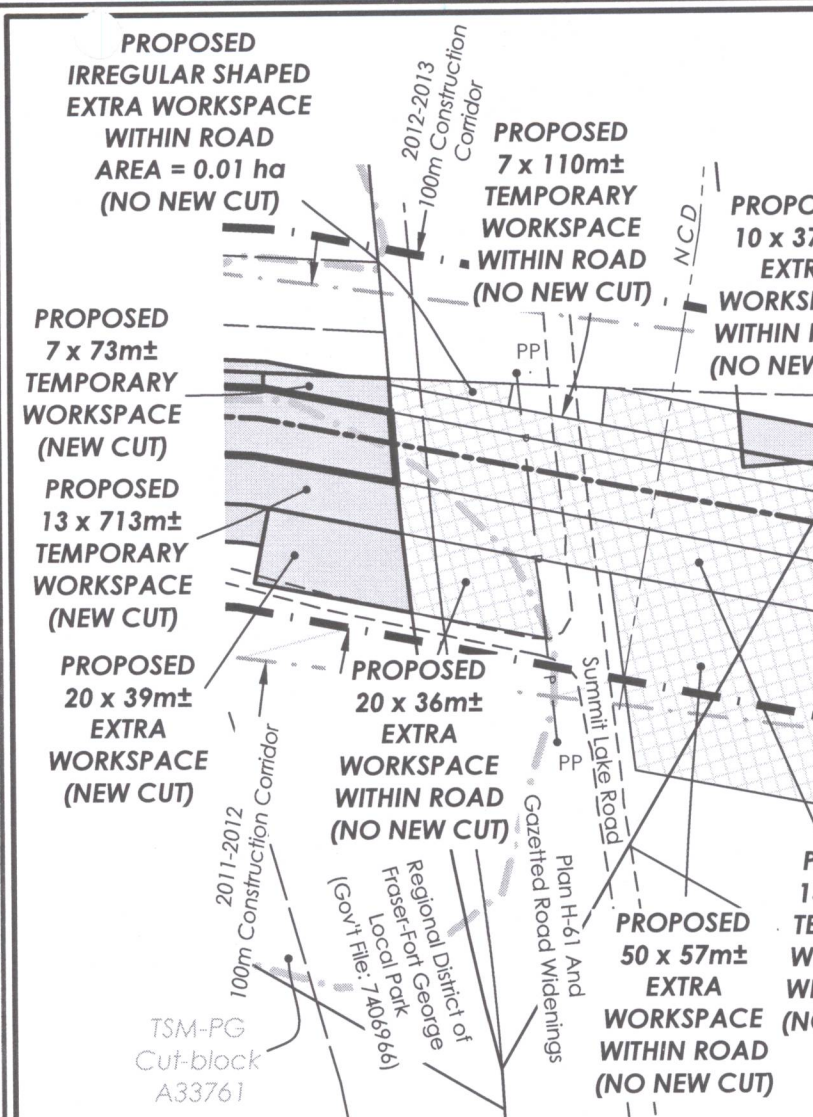 PROPOSED
IRREGULAR SHAPED
EXTRA WORKSPACE
WITHIN ROAD
AREA = 0.01 ha
(NO NEW CUT)
2012-2013
100m Construction
Corridor
PROPOSED
7 x 110m±
TEMPORARY
WORKSPACE
WITHIN ROAD
(NO NEW CUT)
NCD
10 x 37
(NO NEW
PROPOSED
7 x 73m±
TEMPORARY
WORKSPACE
(NEW CUT)
PP
PROPOSED
13 x 713m±
TEMPORARY
WORKSPACE
(NEW CUT)
PROPOSED
20 x 39m±
EXTRA
WORKSPACE
(NEW CUT)
PROPOSED
20 x 36m±
EXTRA
WORKSPACE
WITHIN ROAD
(NO NEW CUT)
PP
Summit Lake Road
2011-2012
100m Construction Corridor
Regional District of
Fraser-Fort George
Local Park
(Gov't File: 7406966)
Plan H-61 And
Gazetted Road Widenings
PROPOSED
50 x 57m±
EXTRA
WORKSPACE
WITHIN ROAD
(NO NEW CUT)
TSM-PG
Cut-block
A33761